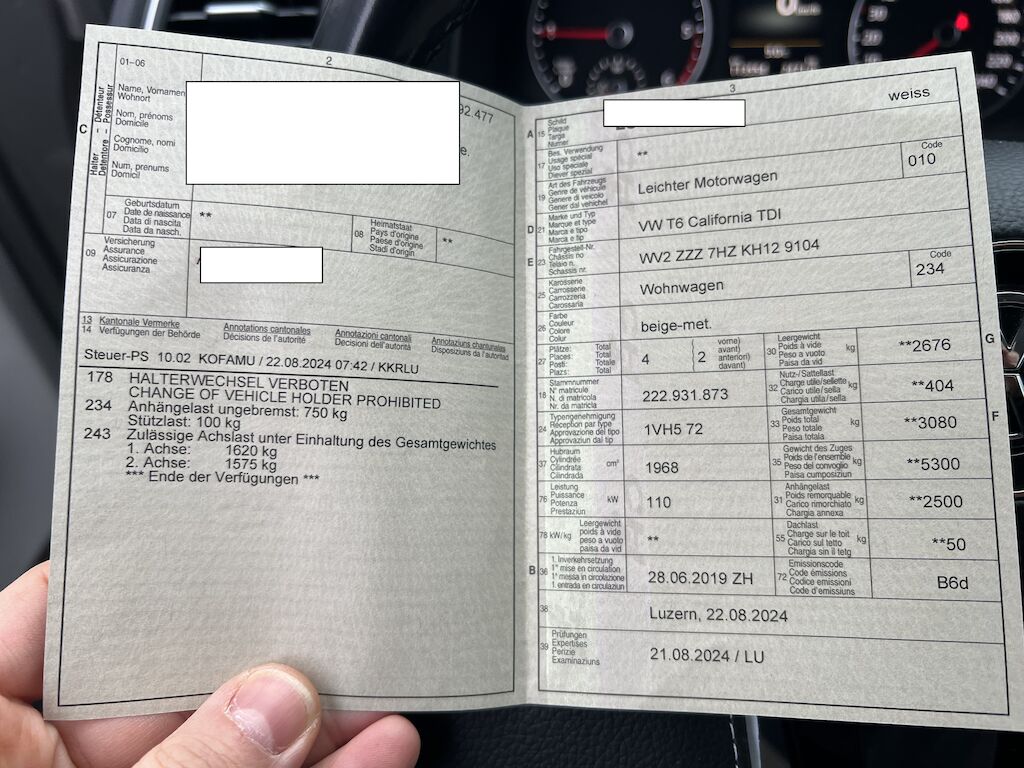 2
01–06
C
Halter Detentore
Détenteur Possessur
Name, Vornamen
Wohnort
Nom, prénoms
Domicile
Cognome, nomi
Domicilio
Num, prenums
Domicil
92.477
e.
07
Geburtsdatum
Date de naissance
Data di nascita
Data da nasch.
**
08
Heimatstaat
Pays d'origine
Paese d'origine
Stadi d'origin
**
09
Versicherung
Assurance
Assicurazione
Assicuranza
13 Kantonale Vermerke
14 Verfügungen der Behörde
Annotations cantonales
Décisions de l'autorité
Annotazioni cantonali
Decisioni dell'autorità
Annotaziuns chantunalas
Disposiziuns da l'autoritad
Steuer-PS 10.02 KOFAMU / 22.08.2024 07:42 / KKRLU
178 HALTERWECHSEL VERBOTEN
CHANGE OF VEHICLE HOLDER PROHIBITED
234 Anhängelast ungebremst: 750 kg
Stützlast: 100 kg
243 Zulässige Achslast unter Einhaltung des Gesamtgewichtes
1. Achse: 1620 kg
2. Achse: 1575 kg
*** Ende der Verfügungen ***
3
A 15
Schild
Plaque
Targa
Numer
weiss
17
Bes. Verwendung
Usage spécial
Uso speciale
Diever spezial
**
19
Art des Fahrzeugs
Genre de véhicule
Genere di veicolo
Gener dal vehichel
Leichter Motorwagen
Code
010
D 21
Marke und Typ
Marque et type
Marca e tipo
Marca e tip
VW T6 California TDI
E 23
Fahrgestell-Nr.
Châssis no
Telaio n.
Schassis nr.
WV2 ZZZ 7HZ KH12 9104
25
Karosserie
Carrosserie
Carrozzeria
Carossaria
Wohnwagen
Code
234
26
Farbe
Couleur
Colore
Colur
beige-met.
27
Plätze: Total
Places: Total
Posti: Totale
Plazs: Total
4
2
vorne)
avant)
anteriori)
davant)
G
30
Leergewicht
Poids à vide
Peso a vuoto
Paisa da vid
kg
**2676
18
Stammnummer
N° matricule
N. di matricola
Nr. da matricla
222.931.873
32
Nutz-/Sattellast
Charge utile/sellette
Carico utile/sella
Chargia utila/sella
kg
**404
24
Typengenehmigung
Réception par type
Approvazione del tipo
Approvaziun dal tip
1VH5 72
F
33
Gesamtgewicht
Poids total
Peso totale
Paisa totala
kg
**3080
37
Hubraum
Cylindrée
Cilindrata
Cilindrada
cm³
1968
35
Gewicht des Zuges
Poids de l'ensemble
Peso del convoglio
Paisa cumposiziun
kg
**5300
76
Leistung
Puissance
Potenza
Prestaziun
kW
110
31
Anhängelast
Poids remorquable
Carico rimorchiato
Chargia annexa
kg
**2500
78 kW/kg
Leergewicht
poids à vide
peso a vuoto
paisa da vid
**
55
Dachlast
Charge sur le toit
Carico sul tetto
Chargia sin il tetg
kg
**50
B 36
1. Inverkehrsetzung
1re mise en circulation
1a messa in circolazione
1. entrada en circulaziun
28.06.2019 ZH
72
Emissionscode
Code émissions
Codice emissioni
Code d'emissiuns
B6d
38
Luzern, 22.08.2024
39
Prüfungen
Expertises
Perizie
Examinaziuns
21.08.2024 / LU